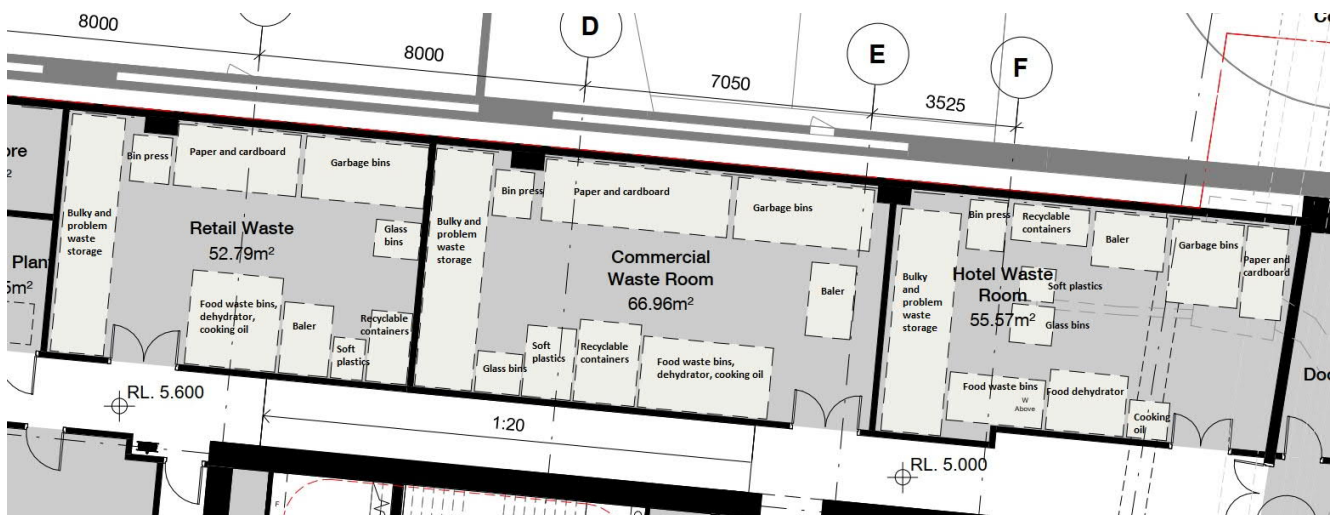 8000
D
8000
E
7050
F
3525
ore
Bin press
Paper and cardboard
Garbage bins
Bulky and
problem
waste
storage
Retail Waste
52.79m²
Glass
bins
Plant
5m²
Food waste bins,
dehydrator,
cooking oil
Baler
Soft
plastics
Recyclable
containers
Bulky and
problem
waste
storage
Bin press
Paper and cardboard
Garbage bins
Commercial
Waste Room
66.96m²
Baler
Glass bins
Soft
plastics
Recyclable
containers
Food waste bins,
dehydrator, cooking oil
Bulky
and
problem
waste
storage
Bin press
Recyclable
containers
Baler
Garbage bins
Paper and
cardboard
Hotel Waste
Room
55.57m²
Soft plastics
Glass bins
Food waste bins
W
Above
Food dehydrator
Cooking
oil
Doc
RL. 5.600
1:20
RL. 5.000
F